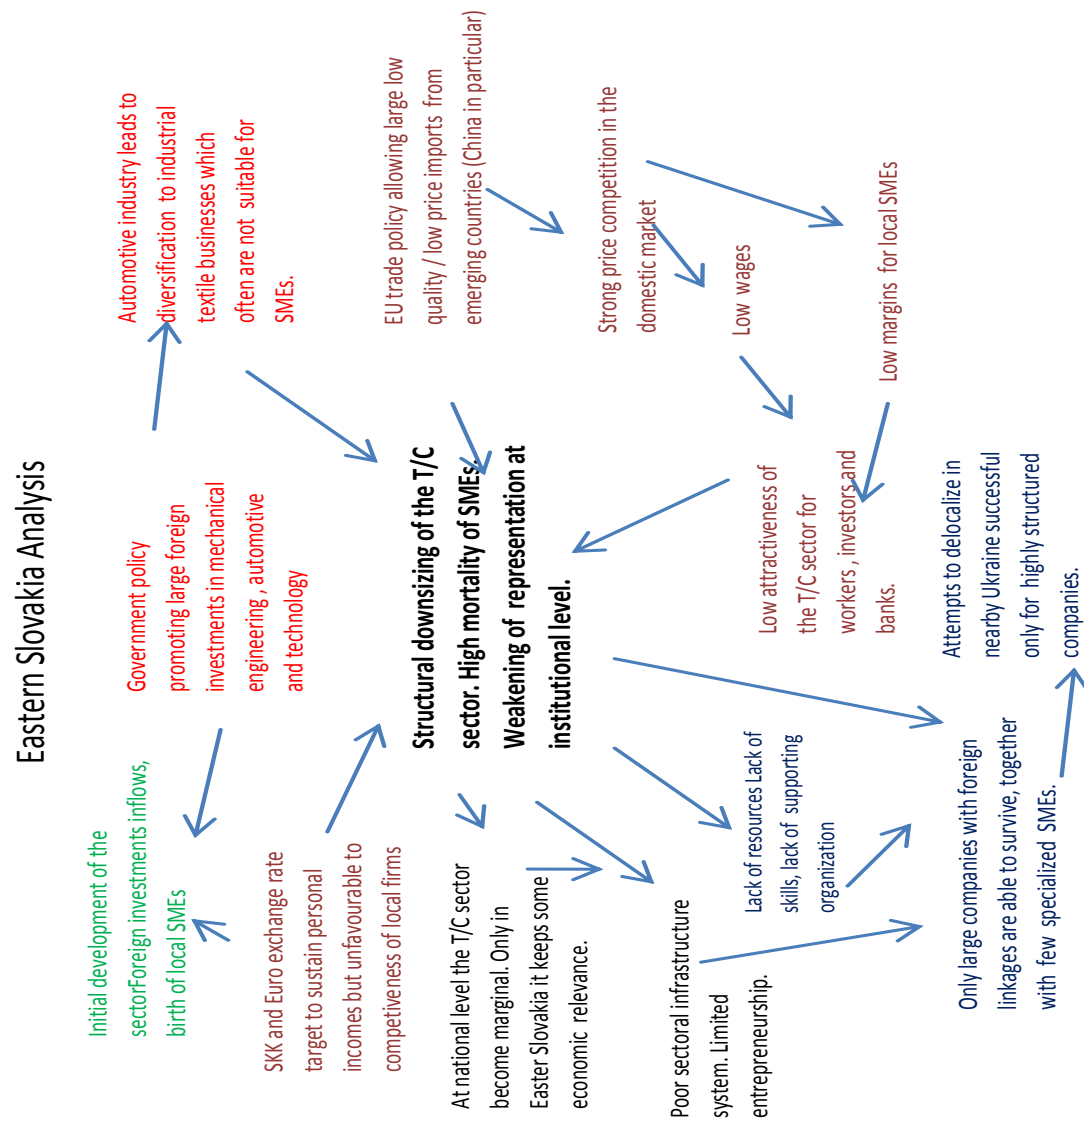 Eastern Slovakia Analysis
Initial development of the
sectorForeign investments inflows,
birth of local SMEs
Government policy
promoting large foreign
investments in mechanical
engineering , automotive
and technology
Automotive industry leads to
diversification to industrial
textile businesses which
often are not suitable for
SMEs.
SKK and Euro exchange rate
target to sustain personal
incomes but unfavourable to
competiveness of local firms
EU trade policy allowing large low
quality / low price imports from
emerging countries (China in particular)
Structural downsizing of the T/C
sector. High mortality of SMEs.
Weakening of representation at
institutional level.
At national level the T/C sector
become marginal. Only in
Easter Slovakia it keeps some
economic relevance.
Strong price competition in the
domestic market
Low wages
Poor sectoral infrastructure
system. Limited
entrepreneurship.
Lack of resources Lack of
skills, lack of supporting
organization
Low attractiveness of
the T/C sector for
workers , investors and
banks.
Low margins for local SMEs
Only large companies with foreign
linkages are able to survive, together
with few specialized SMEs.
Attempts to delocalize in
nearby Ukraine successful
only for highly structured
companies.